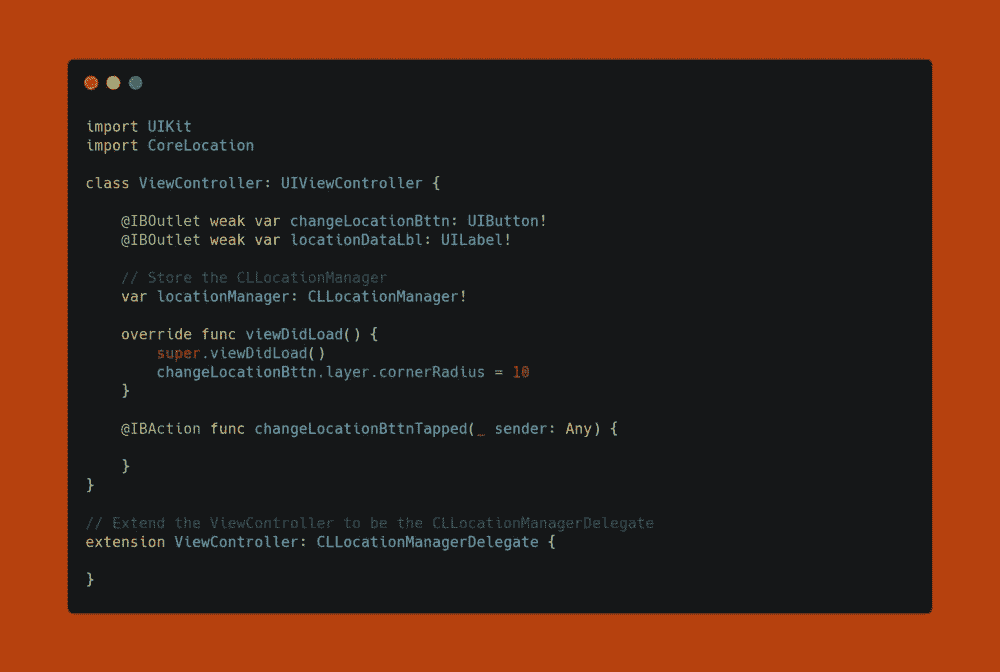 import UIKit
import CoreLocation
class ViewController: UIViewController {
@IBOutlet weak var changeLocationBttn: UIButton!
@IBOutlet weak var locationDataLbl: UILabel!
// Store the CLLocationManager
var locationManager: CLLocationManager!
override func viewDidLoad() {
super.viewDidLoad()
changeLocationBttn.layer.cornerRadius = 10
}
@IBAction func changeLocationBttnTapped(_ sender: Any) {
}
}
// Extend the ViewController to be the CLLocationManagerDelegate
extension ViewController: CLLocationManagerDelegate {
}